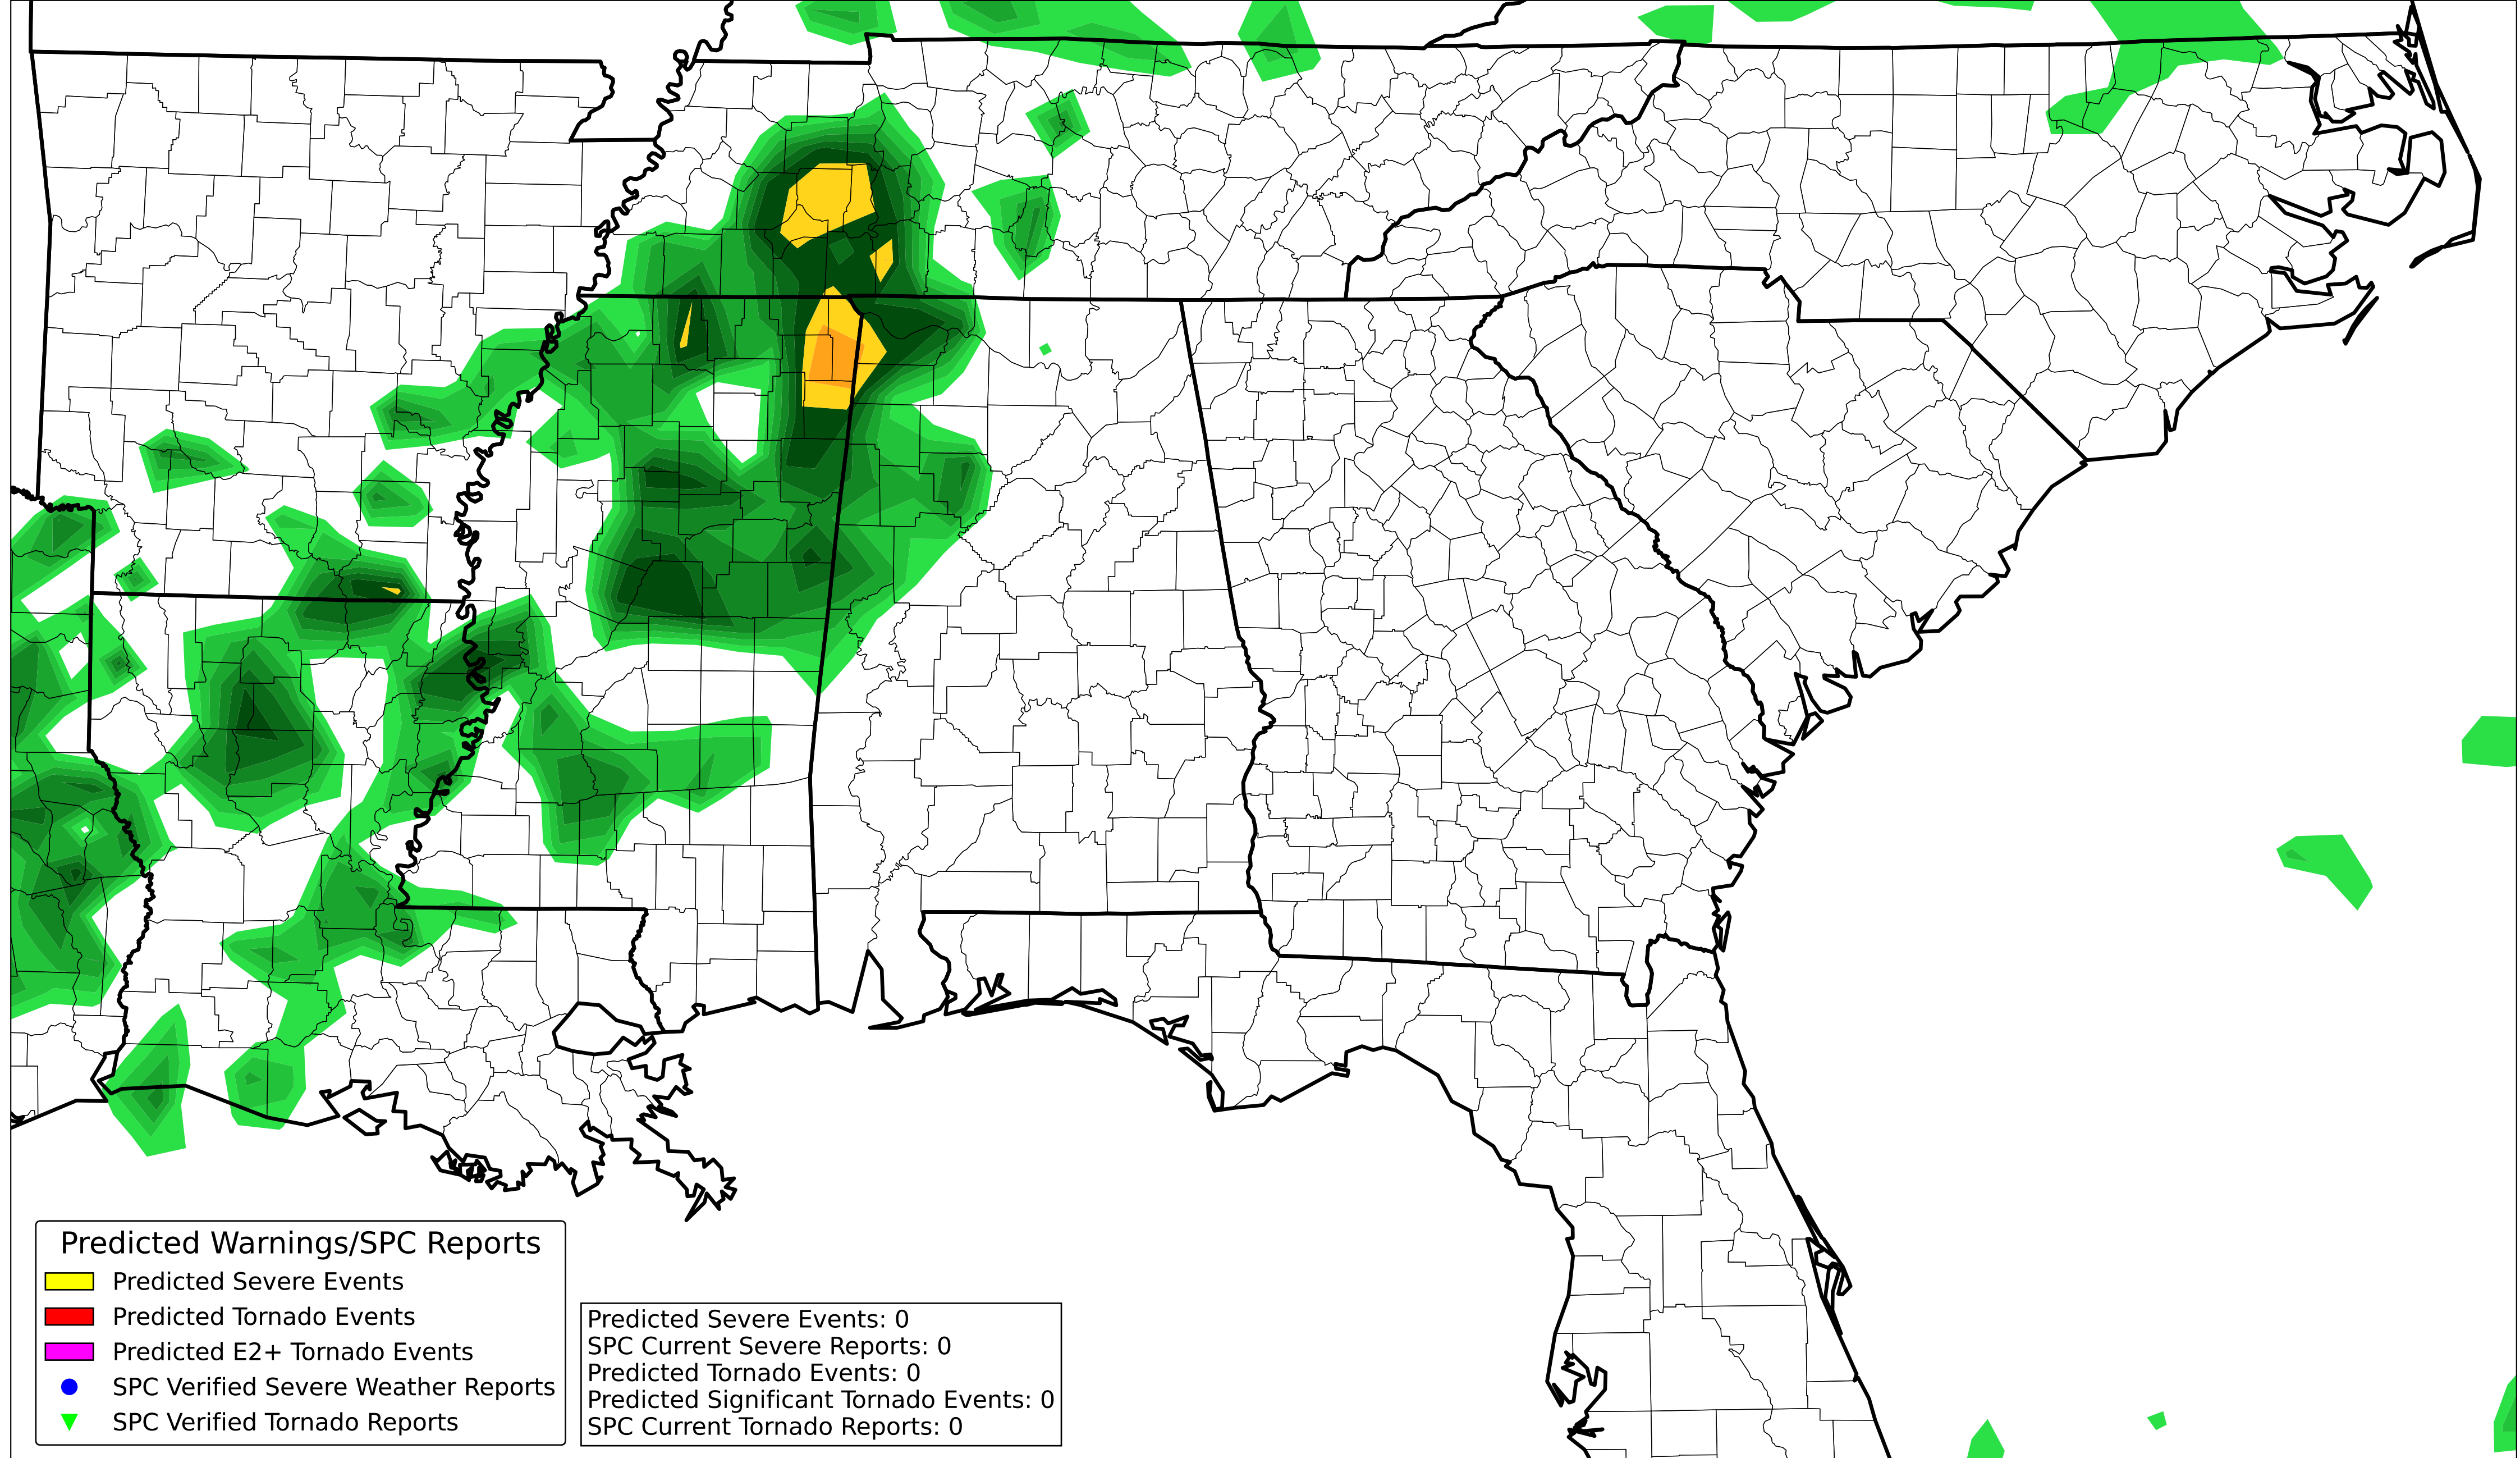 Predicted Warnings/SPC Reports
Predicted Severe Events
Predicted Tornado Events
Predicted E2+ Tornado Events
SPC Verified Severe Weather Reports
SPC Verified Tornado Reports
Predicted Severe Events: 0
SPC Current Severe Reports: 0
Predicted Tornado Events: 0
Predicted Significant Tornado Events: 0
SPC Current Tornado Reports: 0